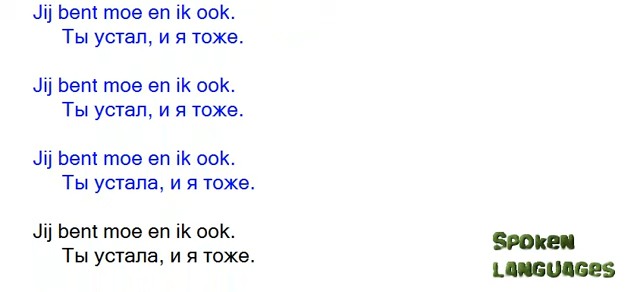 Jij bent moe en ik ook.
Ты устал, и я тоже.
Jij bent moe en ik ook.
Ты устал, и я тоже.
Jij bent moe en ik ook.
Ты устала, и я тоже.
Jij bent moe en ik ook.
Ты устала, и я тоже.
Spoken
Languages